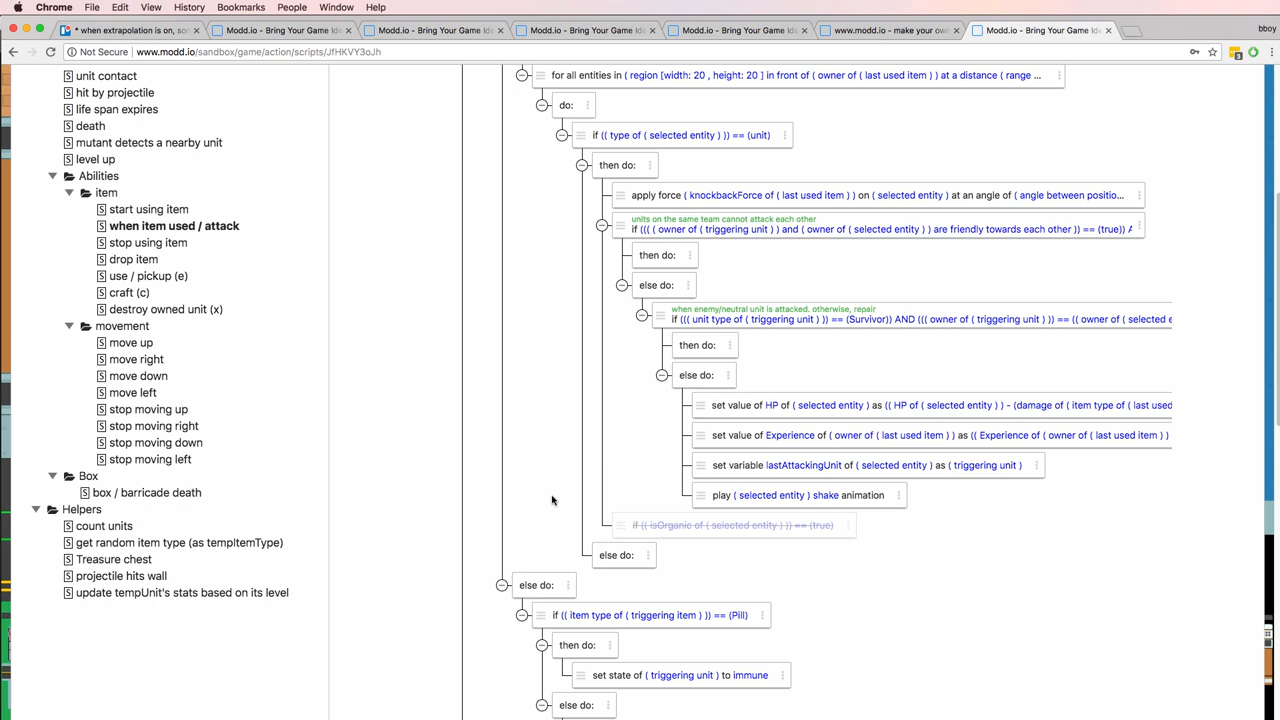 Chrome File Edit View History Bookmarks People Window Help
* when extrapolation is on, so
Modd.io - Bring Your Game Ide
Modd.io - Bring Your Game Ide
Modd.io - Bring Your Game Ide
Modd.io - Bring Your Game Ide
www.modd.io - make your own
Modd.io - Bring Your Game Ide
bboy
Not Secure www.modd.io/sandbox/game/action/scripts/JfHKVY3oJh
unit contact
hit by projectile
life span expires
death
mutant detects a nearby unit
level up
Abilities
item
start using item
when item used / attack
stop using item
drop item
use / pickup (e)
craft (c)
destroy owned unit (x)
movement
move up
move right
move down
move left
stop moving up
stop moving right
stop moving down
stop moving left
Box
box / barricade death
Helpers
count units
get random item type (as tempItemType)
Treasure chest
projectile hits wall
update tempUnit's stats based on its level
for all entities in ( region [width: 20 , height: 20 ] in front of ( owner of ( last used item ) ) at a distance ( range ...
do:
if (( type of ( selected entity ) )) == (unit)
then do:
apply force ( knockbackForce of ( last used item ) ) on ( selected entity ) at an angle of ( angle between positio...
units on the same team cannot attack each other
if ((( ( owner of ( triggering unit ) ) and ( owner of ( selected entity ) ) are friendly towards each other )) == (true))
then do:
else do:
when enemy/neutral unit is attacked. otherwise, repair
if ((( unit type of ( triggering unit ) )) == (Survivor)) AND ((( owner of ( triggering unit ) )) == (( owner of ( selected e
then do:
else do:
set value of HP of ( selected entity ) as (( HP of ( selected entity ) ) - (damage of ( item type of ( last used
set value of Experience of ( owner of ( last used item ) ) as (( Experience of ( owner of ( last used item ) )
set variable lastAttackingUnit of ( selected entity ) as ( triggering unit )
play ( selected entity ) shake animation
if (( isOrganic of ( selected entity ) )) == (true)
else do:
else do:
if (( item type of ( triggering item ) )) == (Pill)
then do:
set state of ( triggering unit ) to immune
else do: